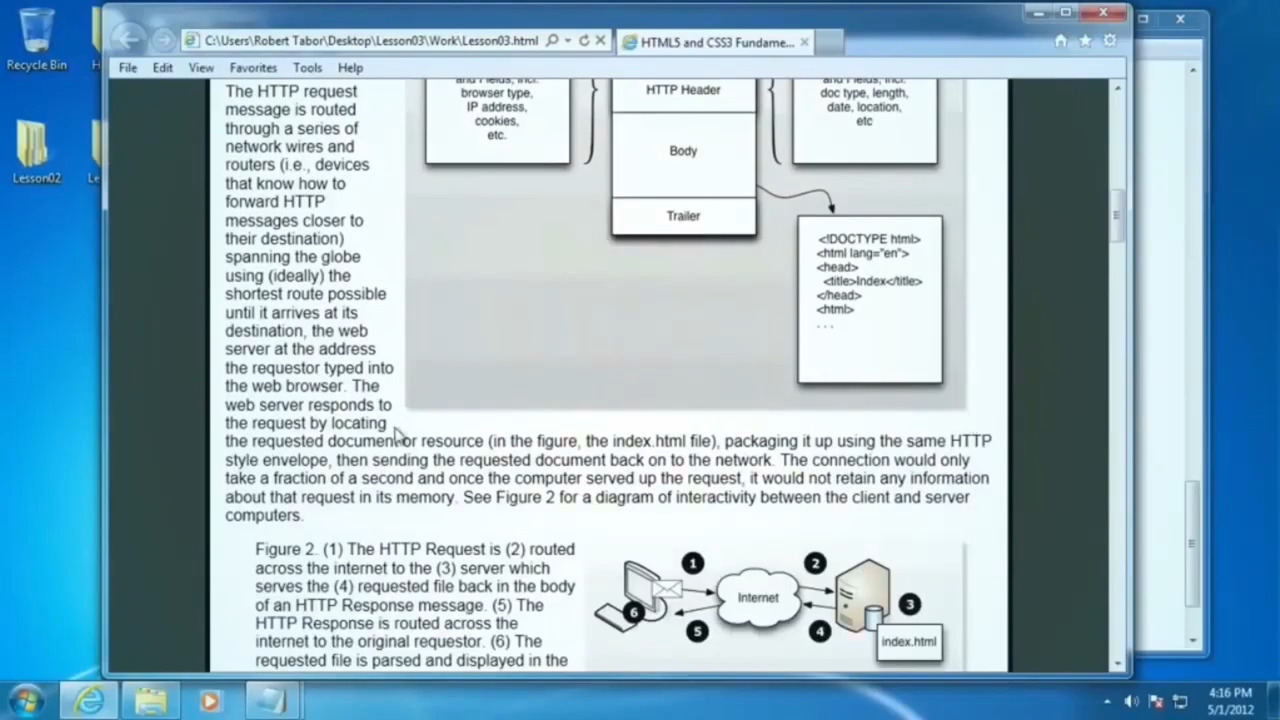 Recycle Bin
Lesson02
C:\Users\Robert Tabor\Desktop\Lesson03\Work\Lesson03.html
HTML5 and CSS3 Fundame...
File Edit View Favorites Tools Help
The HTTP request
message is routed
through a series of
network wires and
routers (i.e., devices
that know how to
forward HTTP
messages closer to
their destination)
spanning the globe
using (ideally) the
shortest route possible
until it arrives at its
destination, the web
server at the address
the requestor typed into
the web browser. The
web server responds to
the request by locating
the requested document or resource (in the figure, the index.html file), packaging it up using the same HTTP
style envelope, then sending the requested document back on to the network. The connection would only
take a fraction of a second and once the computer served up the request, it would not retain any information
about that request in its memory. See Figure 2 for a diagram of interactivity between the client and server
computers.
and Fields, incl.
browser type,
IP address,
cookies,
etc.
HTTP Header
Body
Trailer
and Fields, incl.
doc type, length,
date, location,
etc
<!DOCTYPE html>
<html lang="en">
<head>
<title>Index</title>
</head>
<html>
. . .
Figure 2. (1) The HTTP Request is (2) routed
across the internet to the (3) server which
serves the (4) requested file back in the body
of an HTTP Response message. (5) The
HTTP Response is routed across the
internet to the original requestor. (6) The
requested file is parsed and displayed in the
1
2
Internet
3
6
5
4
index.html
4:16 PM
5/1/2012